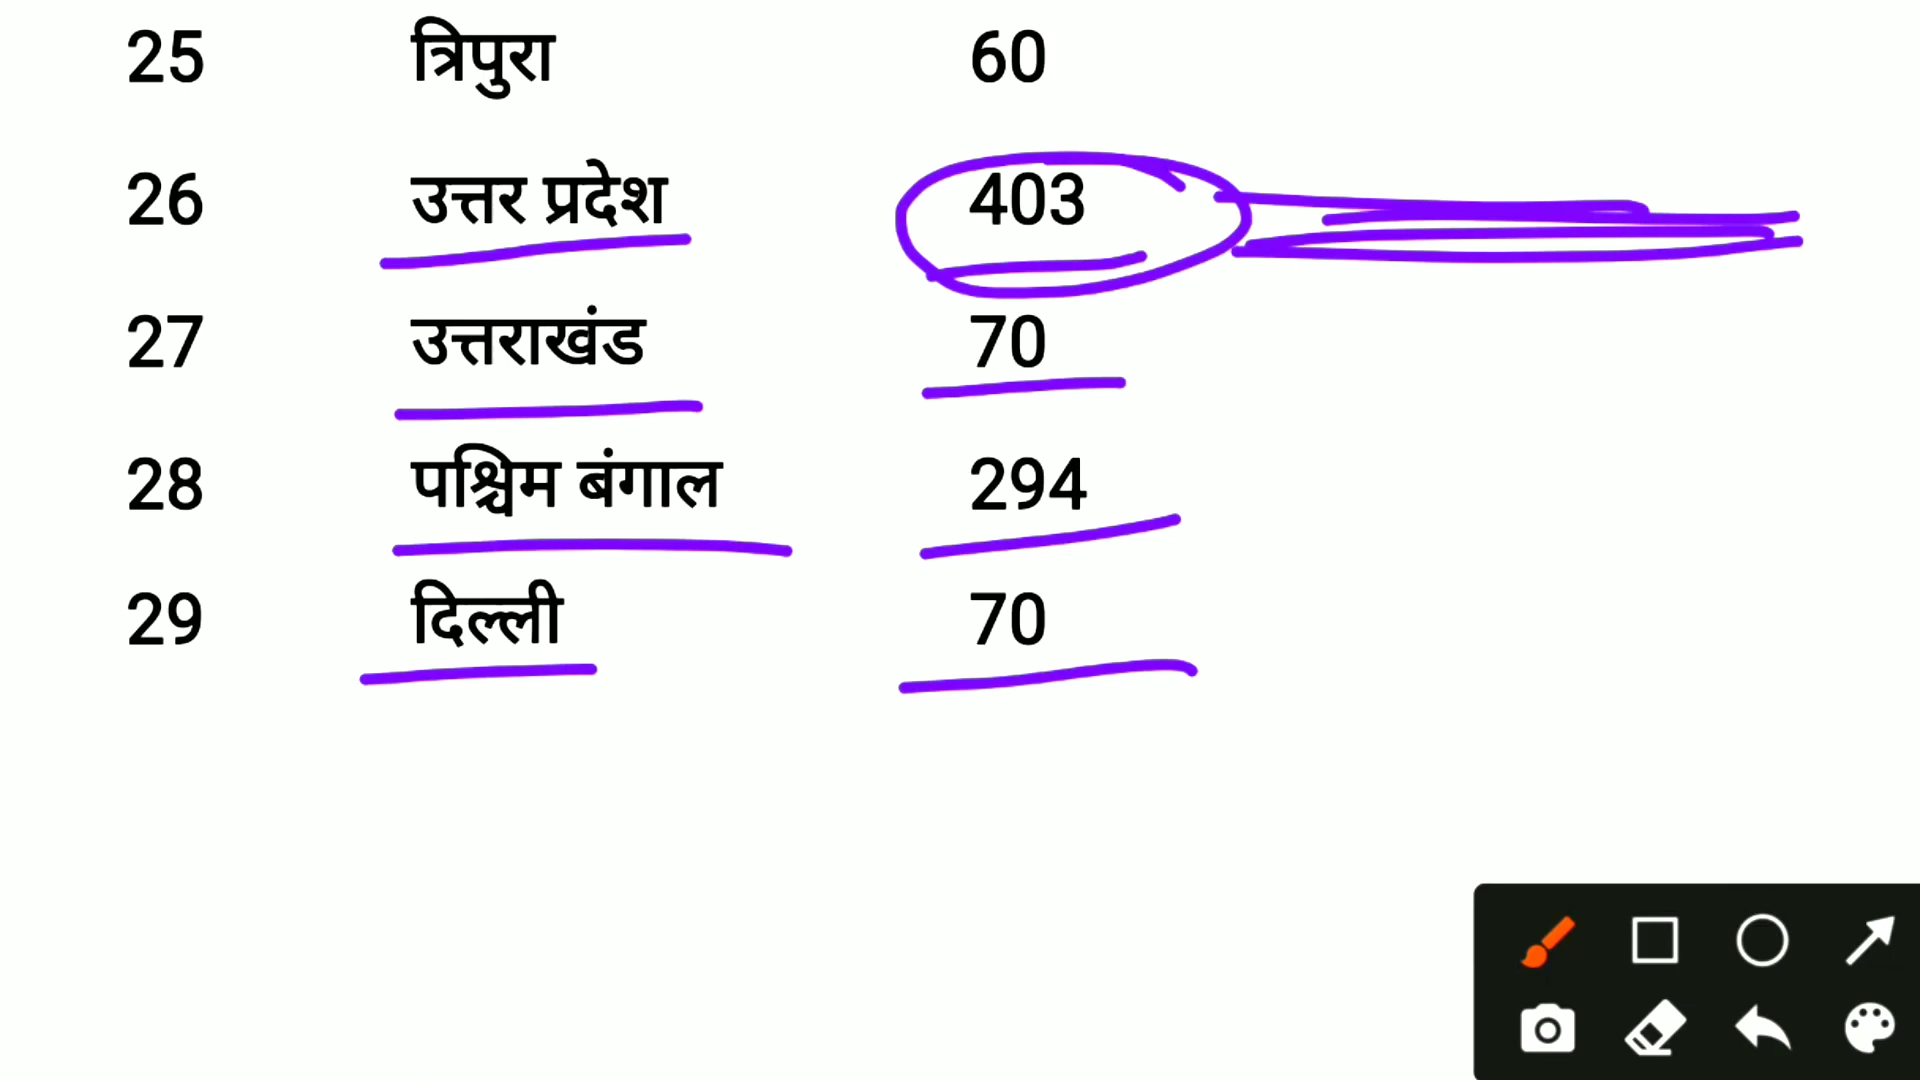 25 त्रिपुरा 60
26 उत्तर प्रदेश 403
27 उत्तराखंड 70
28 पश्चिम बंगाल 294
29 दिल्ली 70